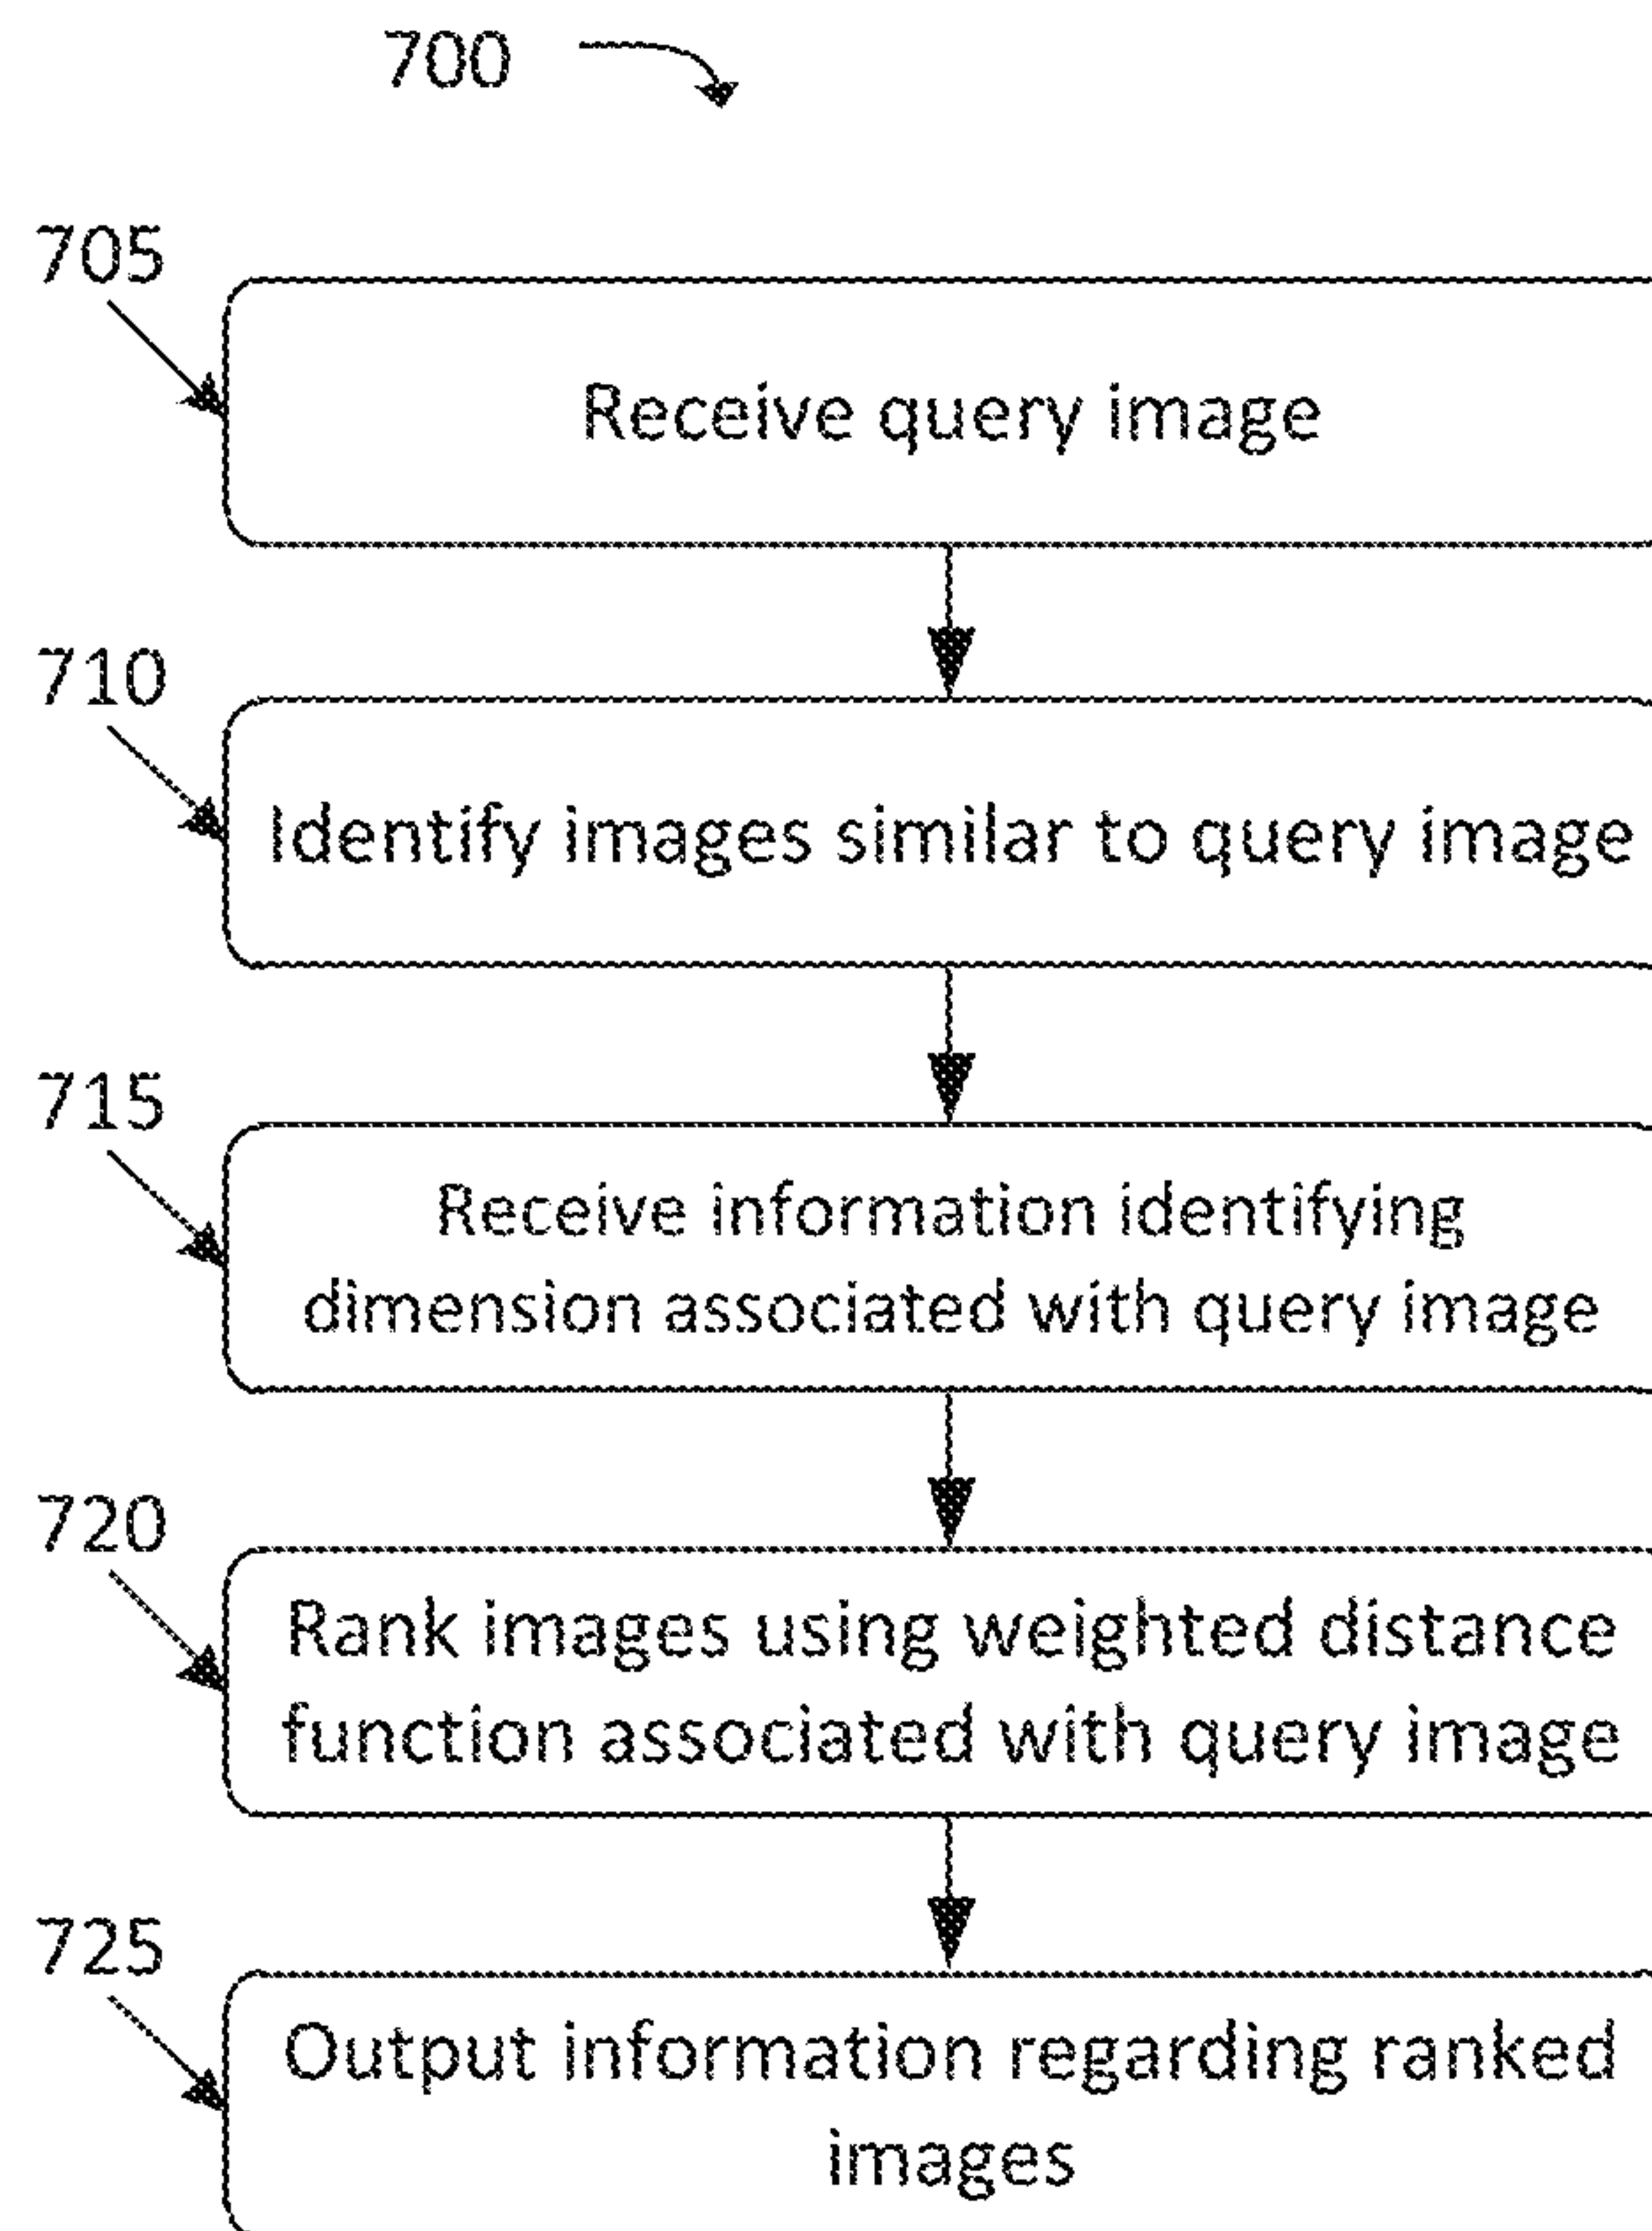 700
705
Receive query image
710
Identify images similar to query image
715
Receive information identifying
dimension associated with query image
720
Rank images using weighted distance
function associated with query image
725
Output information regarding ranked
images